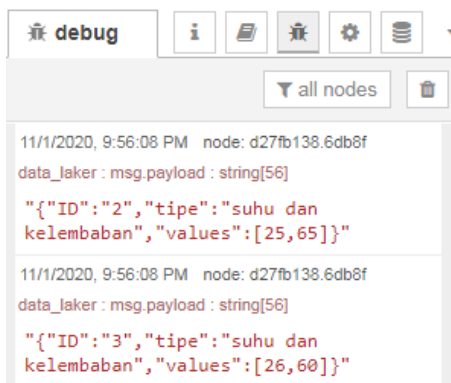 debug
i
all nodes
11/1/2020, 9:56:08 PM node: d27fb138.6db8f
data_laker : msg.payload : string[56]
"{"ID":"2","tipe":"suhu dan
kelembaban","values":[25,65]}"
11/1/2020, 9:56:08 PM node: d27fb138.6db8f
data_laker : msg.payload : string[56]
"{"ID":"3","tipe":"suhu dan
kelembaban","values":[26,60]}"